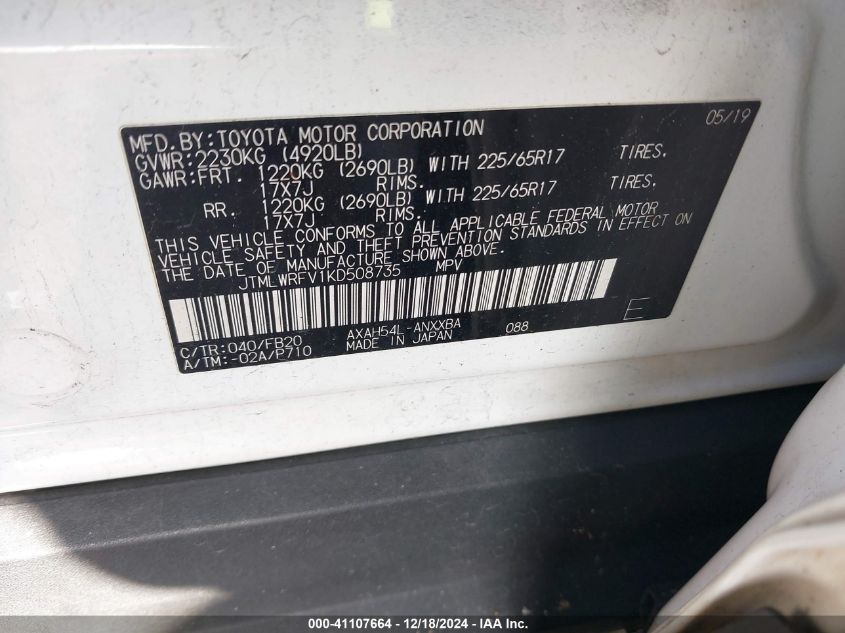 05/19
MFD.BY:TOYOTA MOTOR CORPORATION
GVWR:2230KG (4920LB)
GAWR:FRT. 1220KG (2690LB) WITH 225/65R17 TIRES.
17X7J RIMS.
RR. 1220KG (2690LB) WITH 225/65R17 TIRES.
17X7J RIMS.
THIS VEHICLE CONFORMS TO ALL APPLICABLE FEDERAL MOTOR
VEHICLE SAFETY AND THEFT PREVENTION STANDARDS IN EFFECT ON
THE DATE OF MANUFACTURE SHOWN ABOVE.
JTMLWRFV1KD508735 MPV
C/TR:040/FB20 AXAH54L-ANXXBA 088 E
A/TM:-02A/P710 MADE IN JAPAN
000-41107664 - 12/18/2024 - IAA Inc.